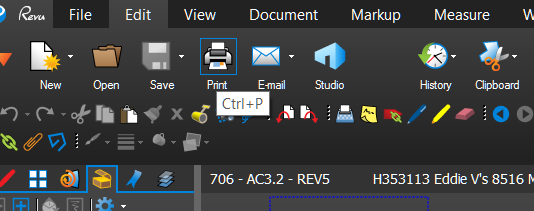 Revu File Edit View Document Markup Measure W
New Open Save Print E-mail Studio History Clipboard
Ctrl+P
706 - AC3.2 - REV5 H353113 Eddie V's 8516 M